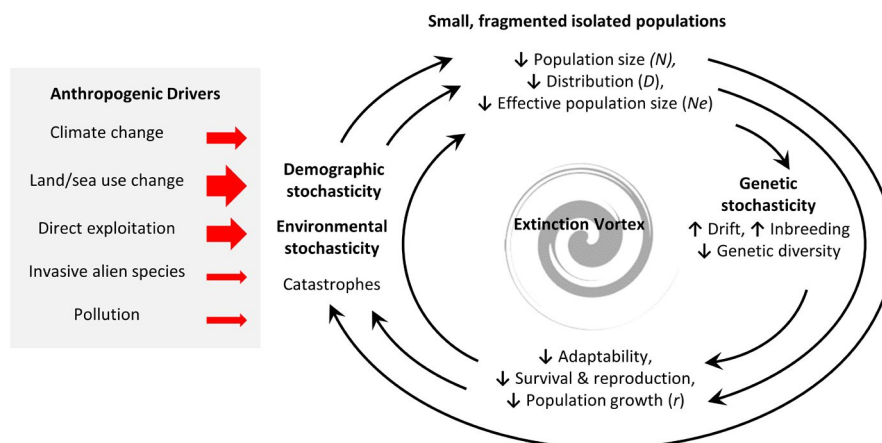 Small, fragmented isolated populations
↓ Population size (N),
↓ Distribution (D),
↓ Effective population size (Ne)
Anthropogenic Drivers
Climate change
Land/sea use change
Direct exploitation
Invasive alien species
Pollution
Demographic
stochasticity
Environmental
stochasticity
Catastrophes
Extinction Vortex
Genetic
stochasticity
↑ Drift, ↑ Inbreeding
↓ Genetic diversity
↓ Adaptability,
↓ Survival & reproduction,
↓ Population growth (r)